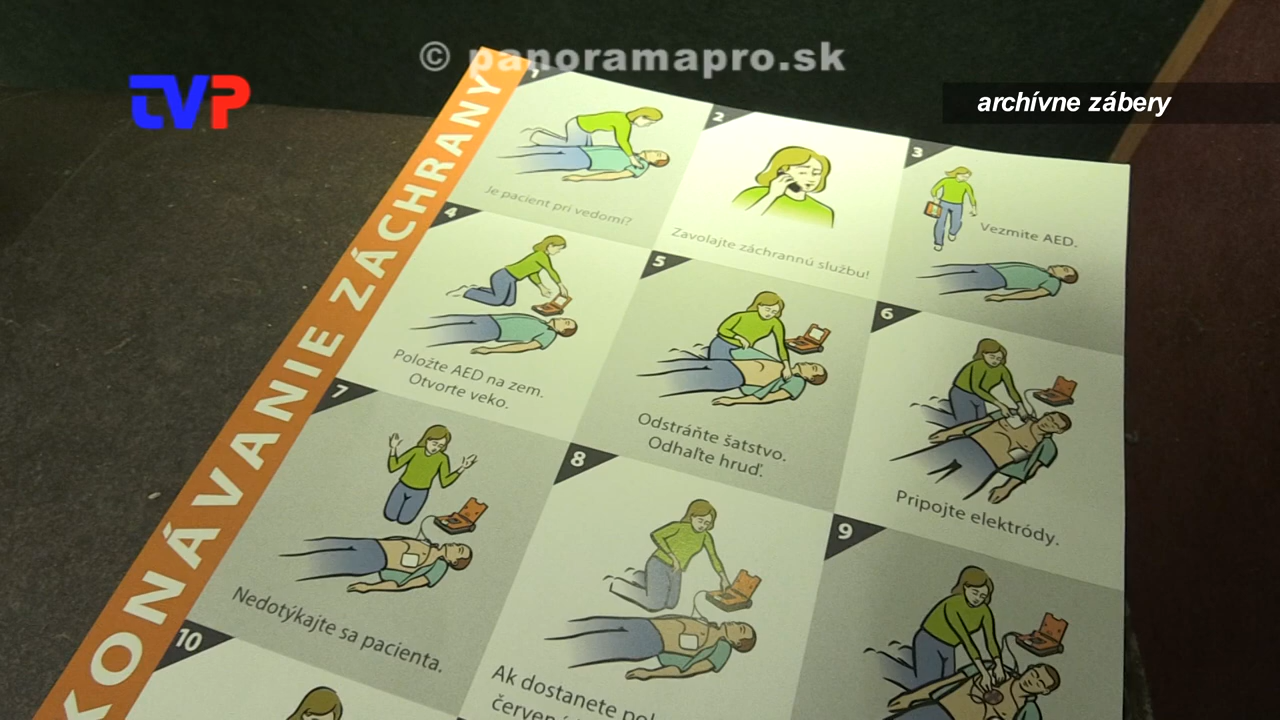 © panoramapro.sk
TVP
archívne zábery
KONÁVANIE ZÁCHRANY
1
Je pacient pri vedomí?
2
Zavolajte záchrannú službu!
3
Vezmite AED.
4
Položte AED na zem.
Otvorte veko.
5
Odstráňte šatstvo.
Odhaľte hruď.
6
Pripojte elektródy.
7
Nedotýkajte sa pacienta.
8
Ak dostanete
9
10